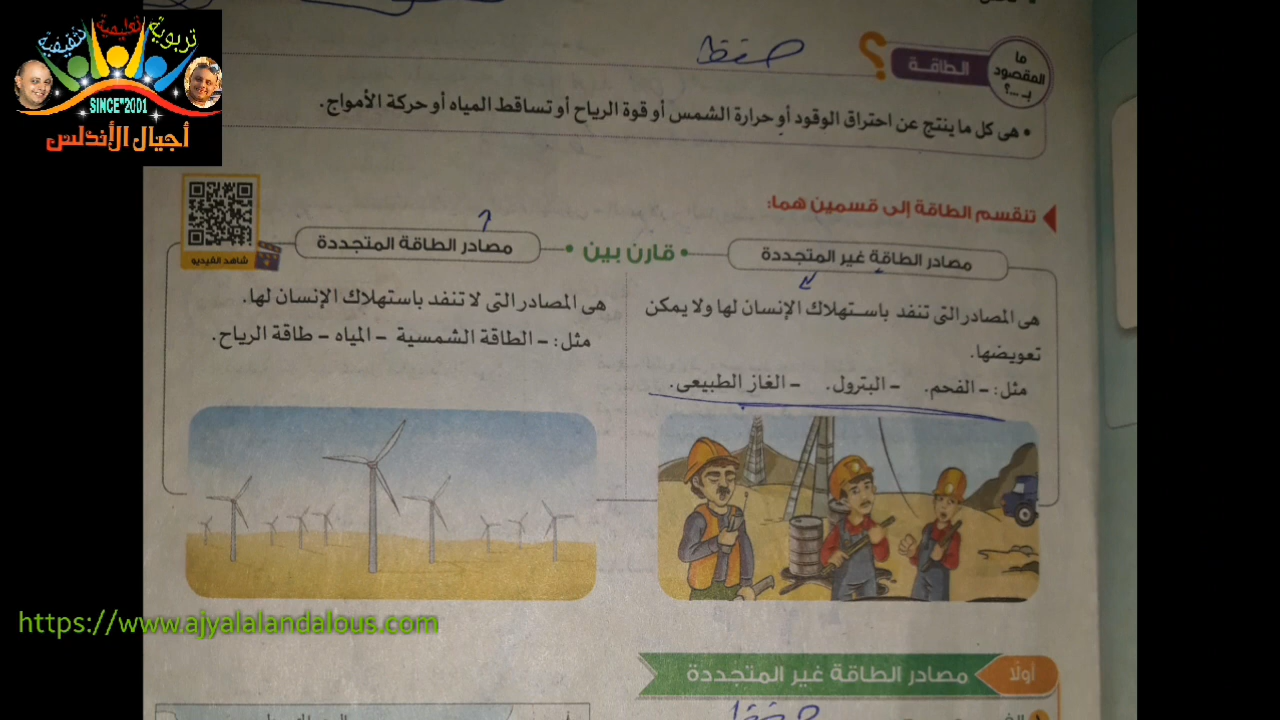 تربوية تعليمية تثقيفية
SINCE"2001
أجيال الأندلس
ما المقصود بـ ...؟
الطاقة
؟
حفظ
• هى كل ما ينتج عن احتراق الوقود أو حرارة الشمس أو قوة الرياح أو تساقط المياه أو حركة الأمواج.
تنقسم الطاقة إلى قسمين هما:
• قارن بين •
مصادر الطاقة غير المتجددة
هى المصادر التى تنفد باستهلاك الإنسان لها ولا يمكن
تعويضها.
مثل: - الفحم. - البترول. - الغاز الطبيعى.
مصادر الطاقة المتجددة
هى المصادر التى لا تنفد باستهلاك الإنسان لها.
مثل: - الطاقة الشمسية - المياه - طاقة الرياح.
شاهد الفيديو
https://www.ajyalalandalous.com
أولًا
مصادر الطاقة غير المتجددة